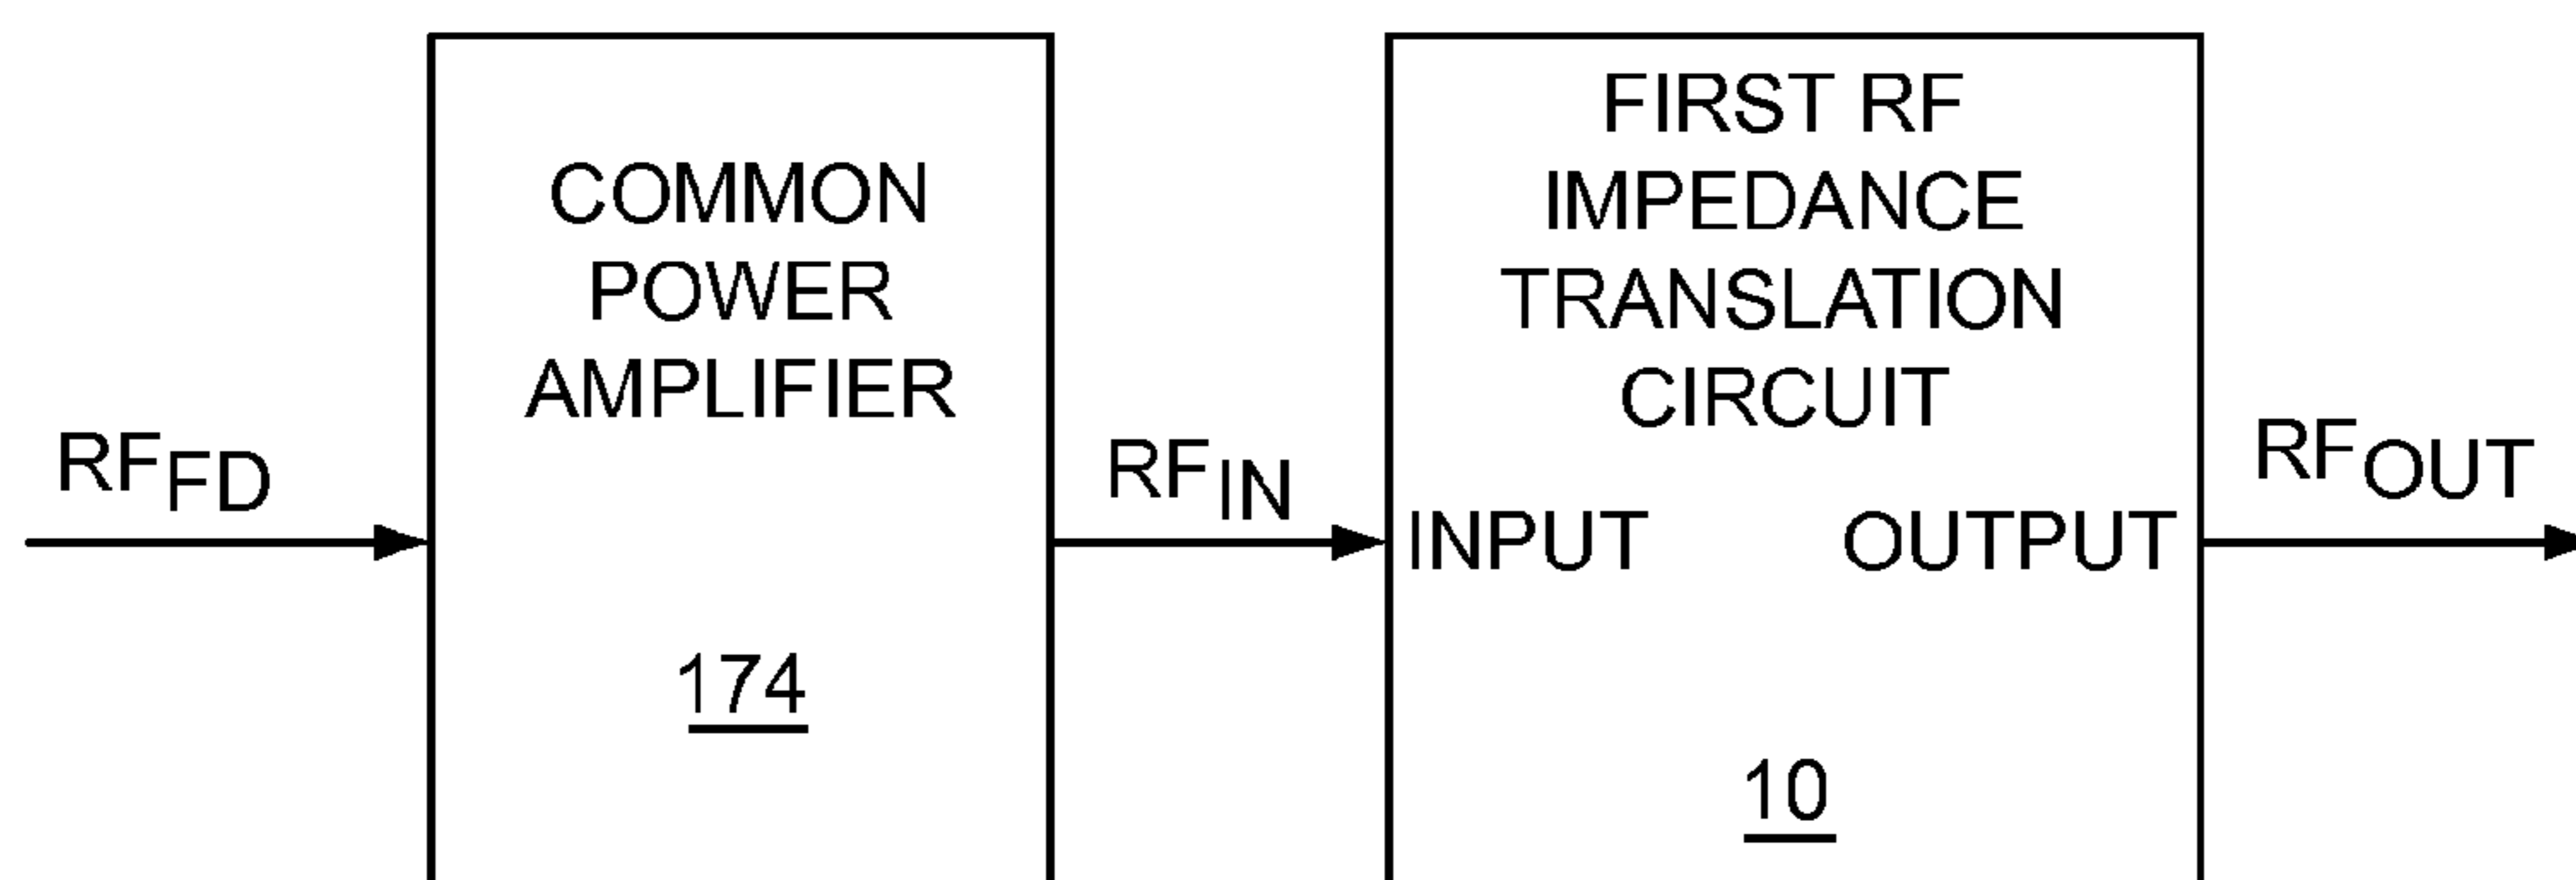 RFFD
COMMON
POWER
AMPLIFIER
174
RFIN
FIRST RF
IMPEDANCE
TRANSLATION
CIRCUIT
INPUT
OUTPUT
10
RFOUT